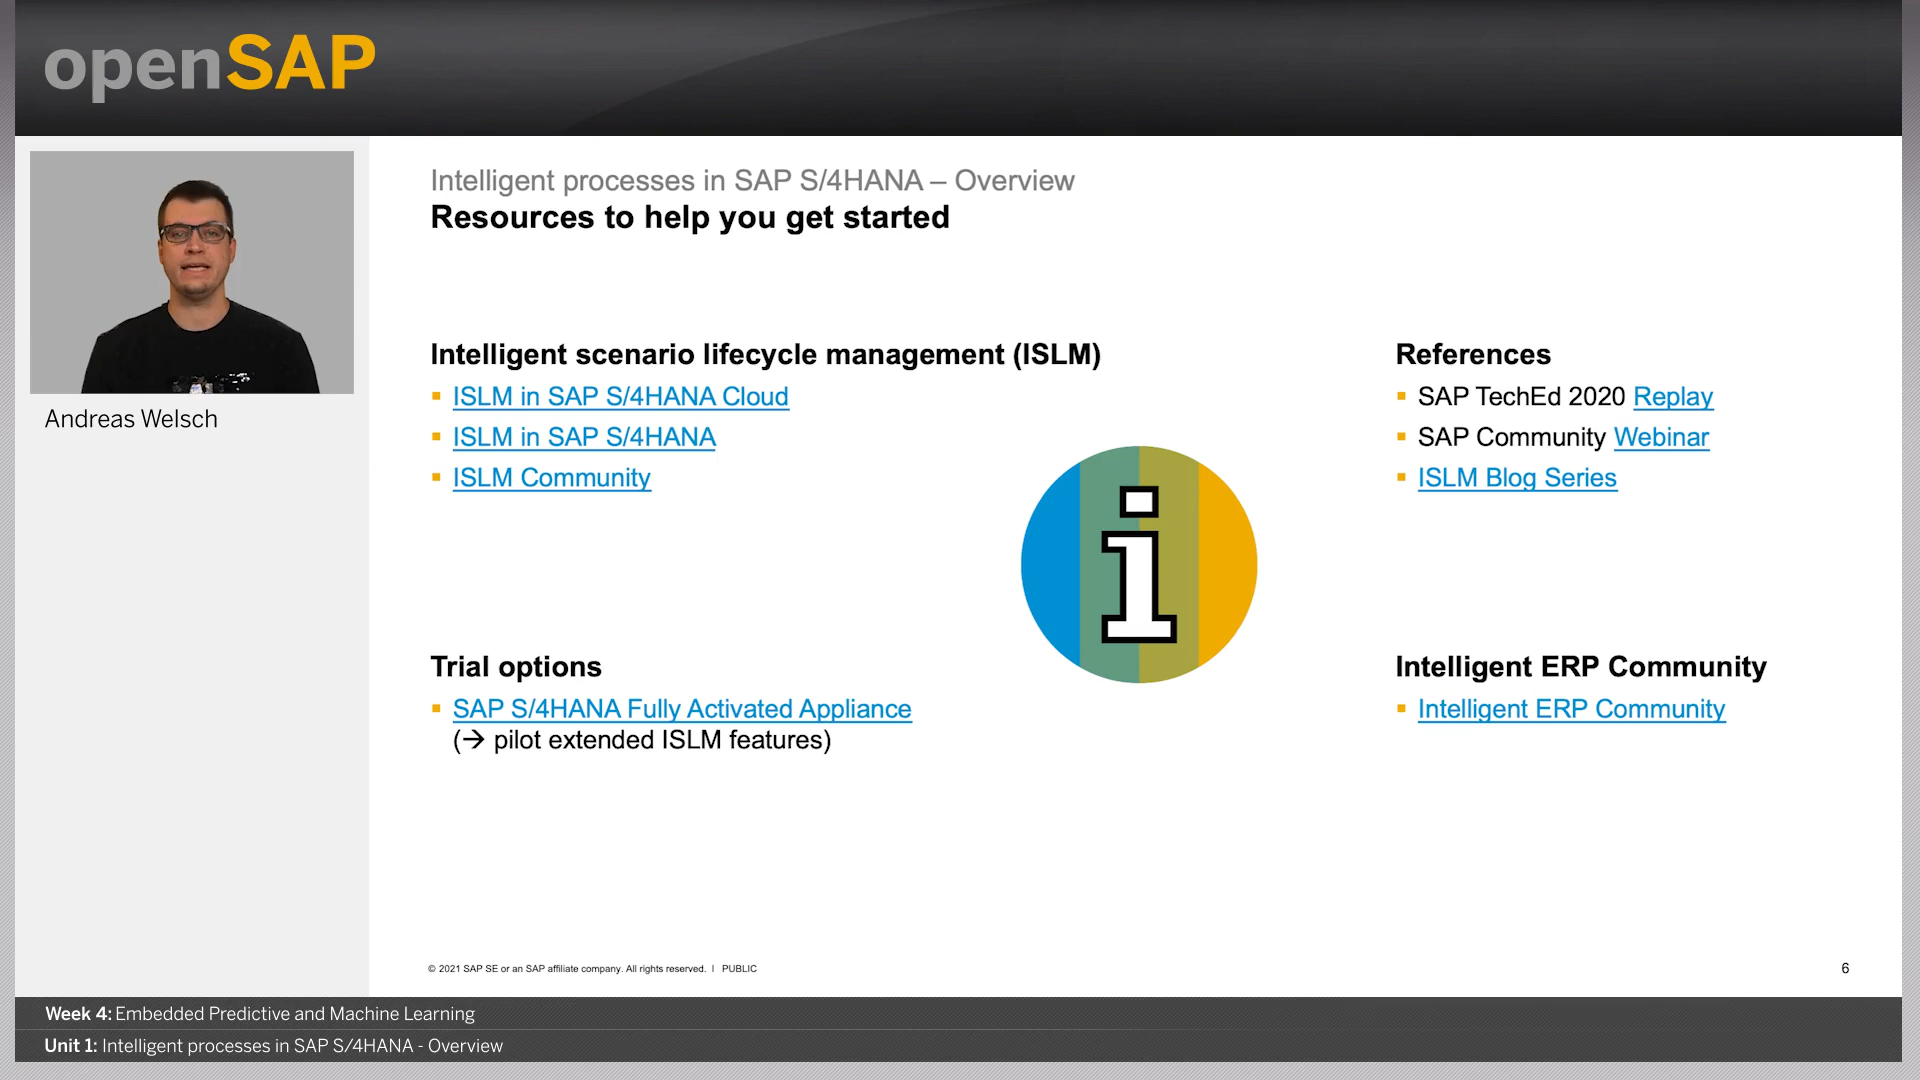 openSAP
Andreas Welsch
Intelligent processes in SAP S/4HANA – Overview
Resources to help you get started
Intelligent scenario lifecycle management (ISLM)
ISLM in SAP S/4HANA Cloud
ISLM in SAP S/4HANA
ISLM Community
References
SAP TechEd 2020 Replay
SAP Community Webinar
ISLM Blog Series
i
Trial options
SAP S/4HANA Fully Activated Appliance
(→ pilot extended ISLM features)
Intelligent ERP Community
Intelligent ERP Community
© 2021 SAP SE or an SAP affiliate company. All rights reserved. | PUBLIC
6
Week 4: Embedded Predictive and Machine Learning
Unit 1: Intelligent processes in SAP S/4HANA - Overview